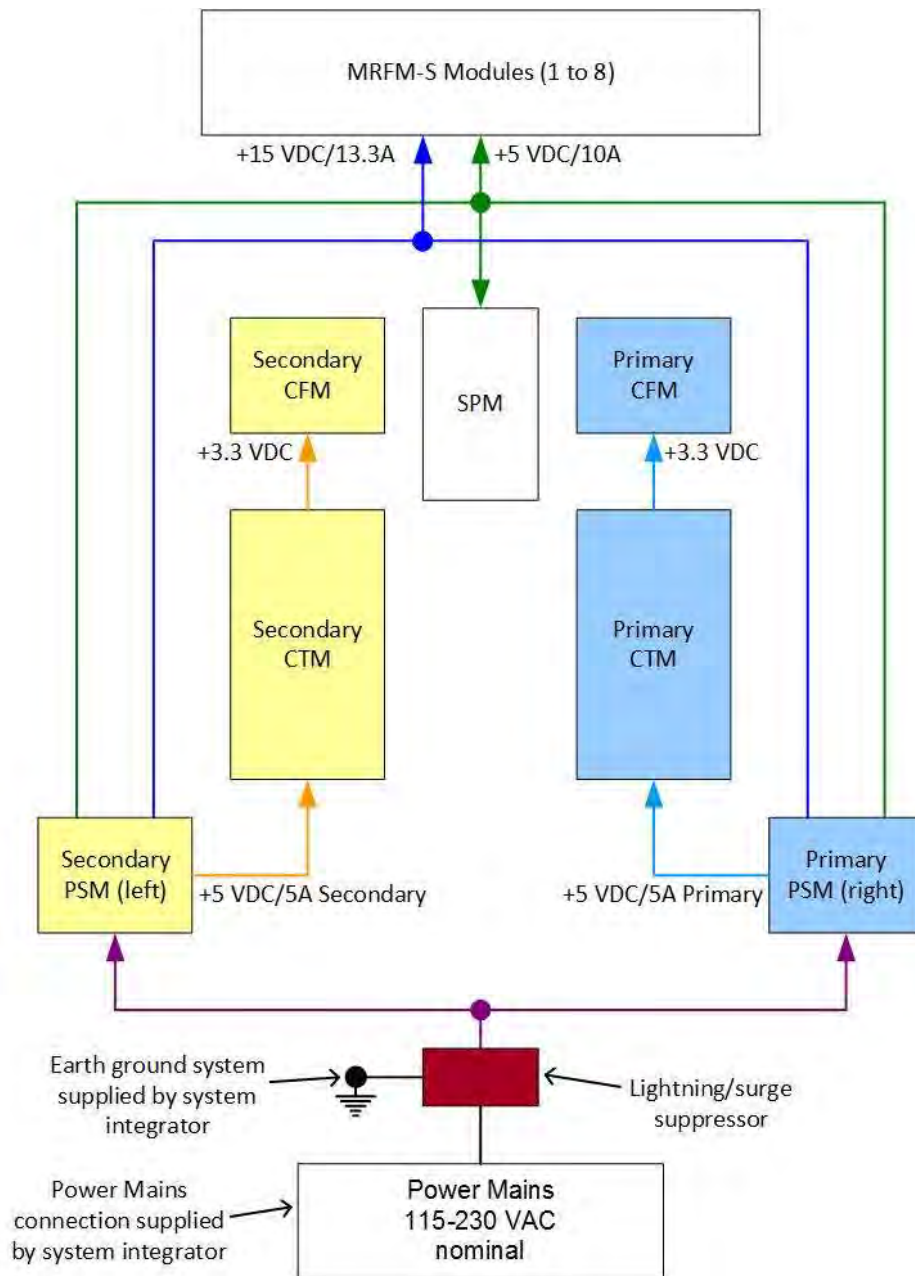 MRFM-S Modules (1 to 8)
+15 VDC/13.3A
+5 VDC/10A
Secondary
CFM
SPM
Primary
CFM
+3.3 VDC
+3.3 VDC
Secondary
CTM
Primary
CTM
Secondary
PSM (left)
+5 VDC/5A Secondary
+5 VDC/5A Primary
Primary
PSM (right)
Earth ground system
supplied by system
integrator
Lightning/surge
suppressor
Power Mains
connection supplied
by system integrator
Power Mains
115-230 VAC
nominal